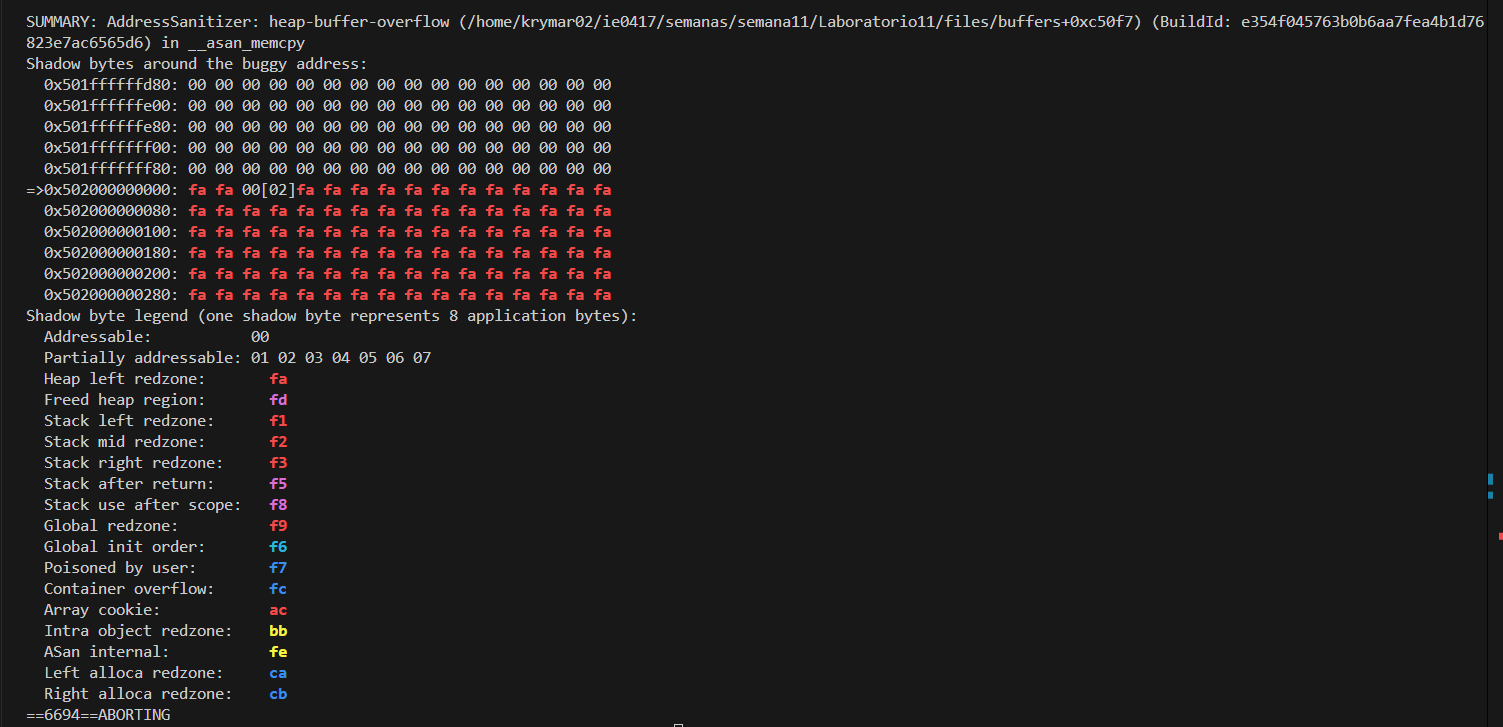 SUMMARY: AddressSanitizer: heap-buffer-overflow (/home/krymar02/ie0417/semanas/semana11/Laboratorio11/files/buffers+0xc50f7) (BuildId: e354f045763b0b6aa7fea4b1d76
823e7ac6565d6) in __asan_memcpy
Shadow bytes around the buggy address:
  0x501ffffffd80: 00 00 00 00 00 00 00 00 00 00 00 00 00 00 00 00
  0x501ffffffe00: 00 00 00 00 00 00 00 00 00 00 00 00 00 00 00 00
  0x501ffffffe80: 00 00 00 00 00 00 00 00 00 00 00 00 00 00 00 00
  0x501fffffff00: 00 00 00 00 00 00 00 00 00 00 00 00 00 00 00 00
  0x501fffffff80: 00 00 00 00 00 00 00 00 00 00 00 00 00 00 00 00
=>0x502000000000: fa fa 00[02]fa fa fa fa fa fa fa fa fa fa fa fa
  0x502000000080: fa fa fa fa fa fa fa fa fa fa fa fa fa fa fa fa
  0x502000000100: fa fa fa fa fa fa fa fa fa fa fa fa fa fa fa fa
  0x502000000180: fa fa fa fa fa fa fa fa fa fa fa fa fa fa fa fa
  0x502000000200: fa fa fa fa fa fa fa fa fa fa fa fa fa fa fa fa
  0x502000000280: fa fa fa fa fa fa fa fa fa fa fa fa fa fa fa fa
Shadow byte legend (one shadow byte represents 8 application bytes):
  Addressable:           00
  Partially addressable: 01 02 03 04 05 06 07
  Heap left redzone:       fa
  Freed heap region:       fd
  Stack left redzone:      f1
  Stack mid redzone:       f2
  Stack right redzone:     f3
  Stack after return:      f5
  Stack use after scope:   f8
  Global redzone:          f9
  Global init order:       f6
  Poisoned by user:        f7
  Container overflow:      fc
  Array cookie:            ac
  Intra object redzone:    bb
  ASan internal:           fe
  Left alloca redzone:     ca
  Right alloca redzone:    cb
==6694==ABORTING